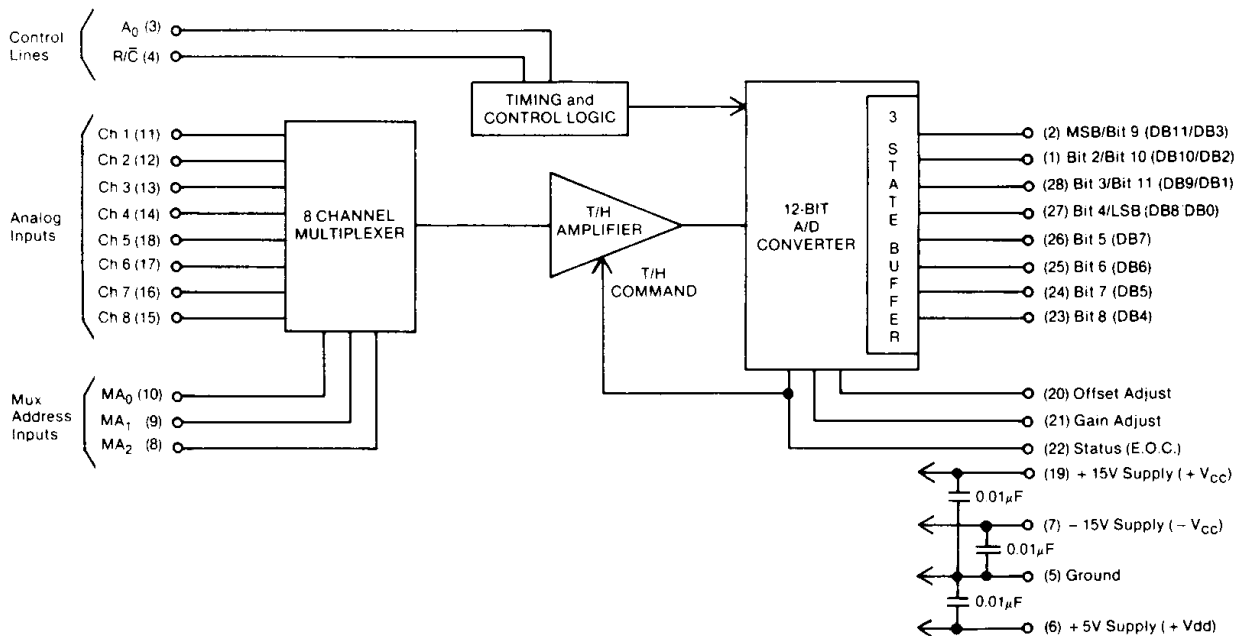 Control
Lines
A0 (3)
R/C̅ (4)
TIMING and
CONTROL LOGIC
Analog
Inputs
Ch 1 (11)
Ch 2 (12)
Ch 3 (13)
Ch 4 (14)
Ch 5 (18)
Ch 6 (17)
Ch 7 (16)
Ch 8 (15)
8 CHANNEL
MULTIPLEXER
T/H
AMPLIFIER
T/H
COMMAND
12-BIT
A/D
CONVERTER
3 STATE BUFFER
(2) MSB/Bit 9 (DB11/DB3)
(1) Bit 2/Bit 10 (DB10/DB2)
(28) Bit 3/Bit 11 (DB9/DB1)
(27) Bit 4/LSB (DB8 DB0)
(26) Bit 5 (DB7)
(25) Bit 6 (DB6)
(24) Bit 7 (DB5)
(23) Bit 8 (DB4)
Mux
Address
Inputs
MA0 (10)
MA1 (9)
MA2 (8)
(20) Offset Adjust
(21) Gain Adjust
(22) Status (E.O.C.)
(19) + 15V Supply (+ VCC)
0.01µF
(7) − 15V Supply (− VCC)
0.01µF
(5) Ground
0.01µF
(6) + 5V Supply (+ Vdd)